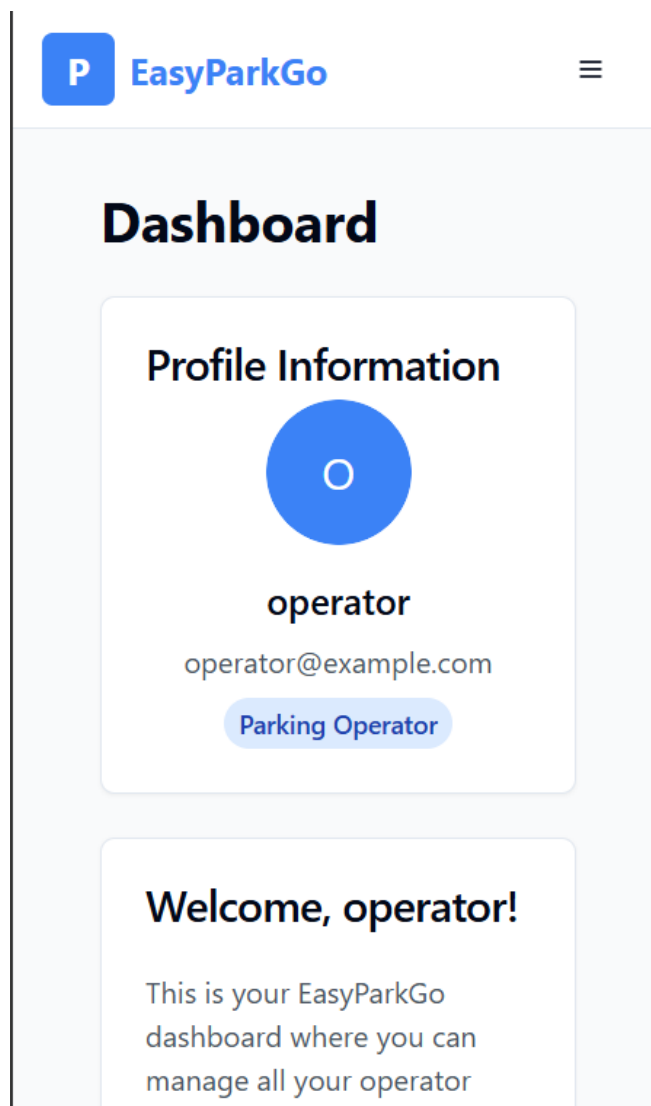 P EasyParkGo
Dashboard
Profile Information
O
operator
operator@example.com
Parking Operator
Welcome, operator!
This is your EasyParkGo
dashboard where you can
manage all your operator